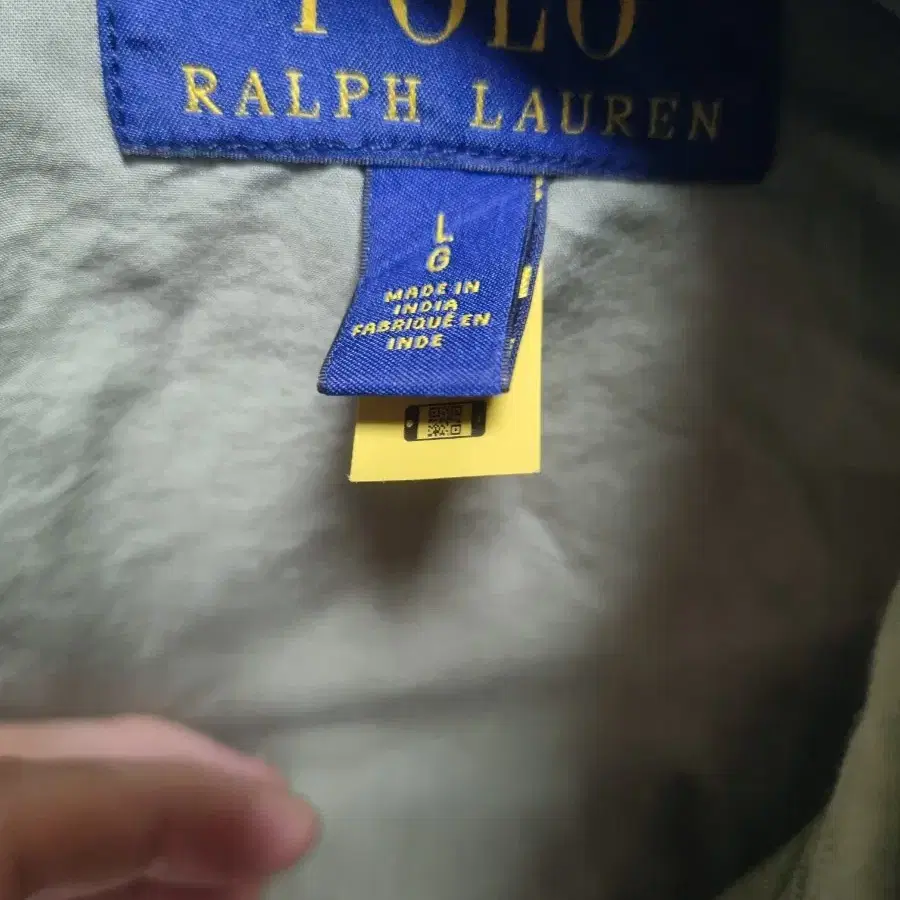 POLO
RALPH LAUREN
L
G
MADE IN
INDIA
FABRIQUÉ EN
INDE